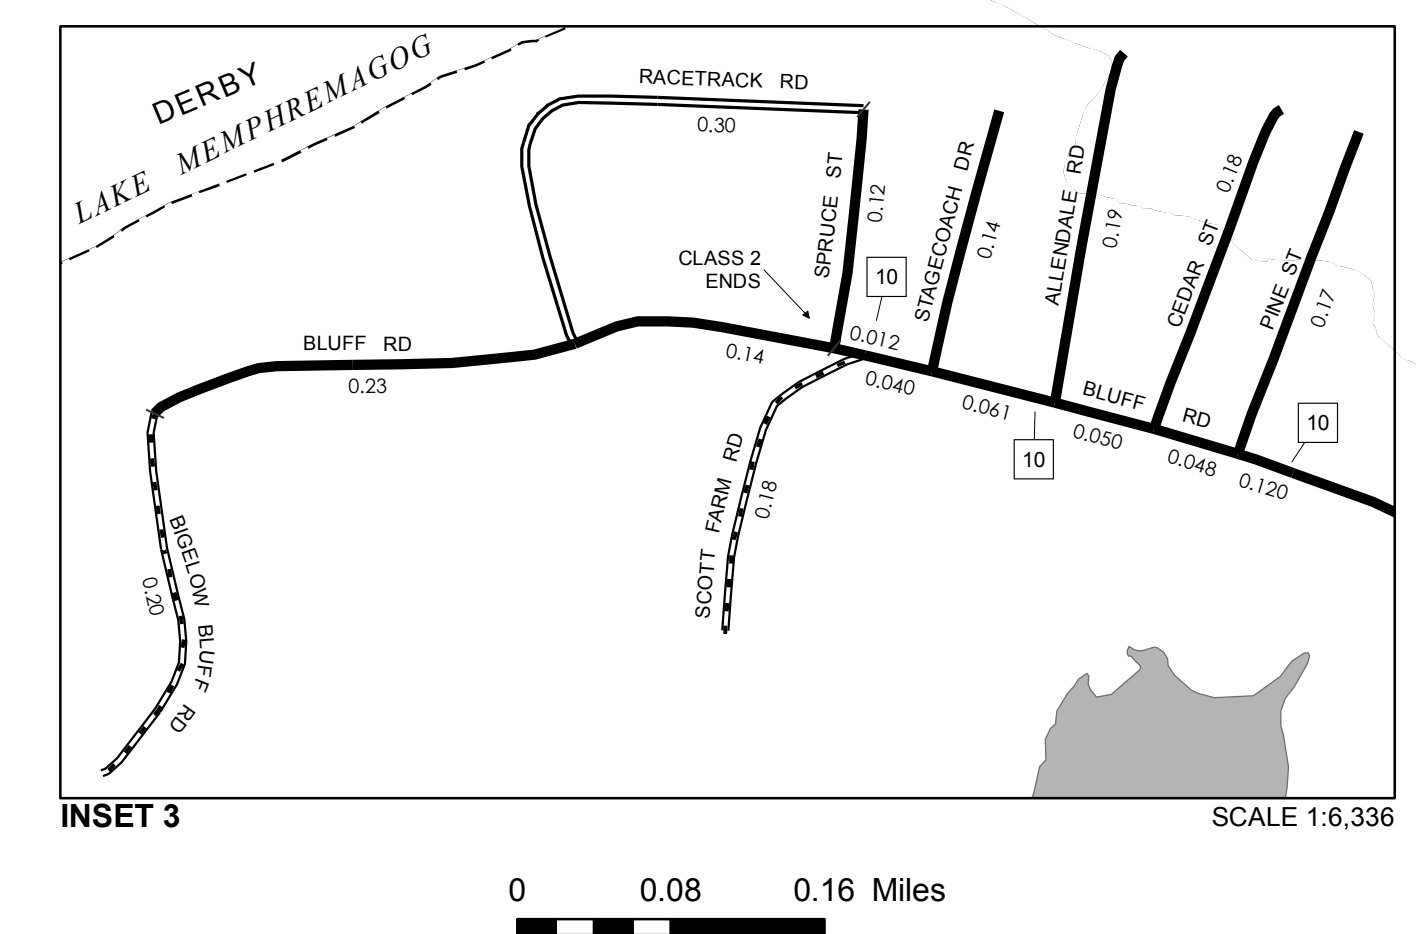 DERBY
LAKE MEMPHREMAGOG
RACETRACK RD
0.30
SPRUCE ST
0.12
STAGECOACH DR
0.14
ALLENDALE RD
0.19
CEDAR ST
0.18
PINE ST
0.17
CLASS 2
ENDS
10
BLUFF RD
0.23
0.14
0.012
0.040
0.061
10
BLUFF RD
0.050
0.048
0.120
10
SCOTT FARM RD
0.18
BIGELOW BLUFF RD
0.20
INSET 3
SCALE 1:6,336
0 0.08 0.16 Miles